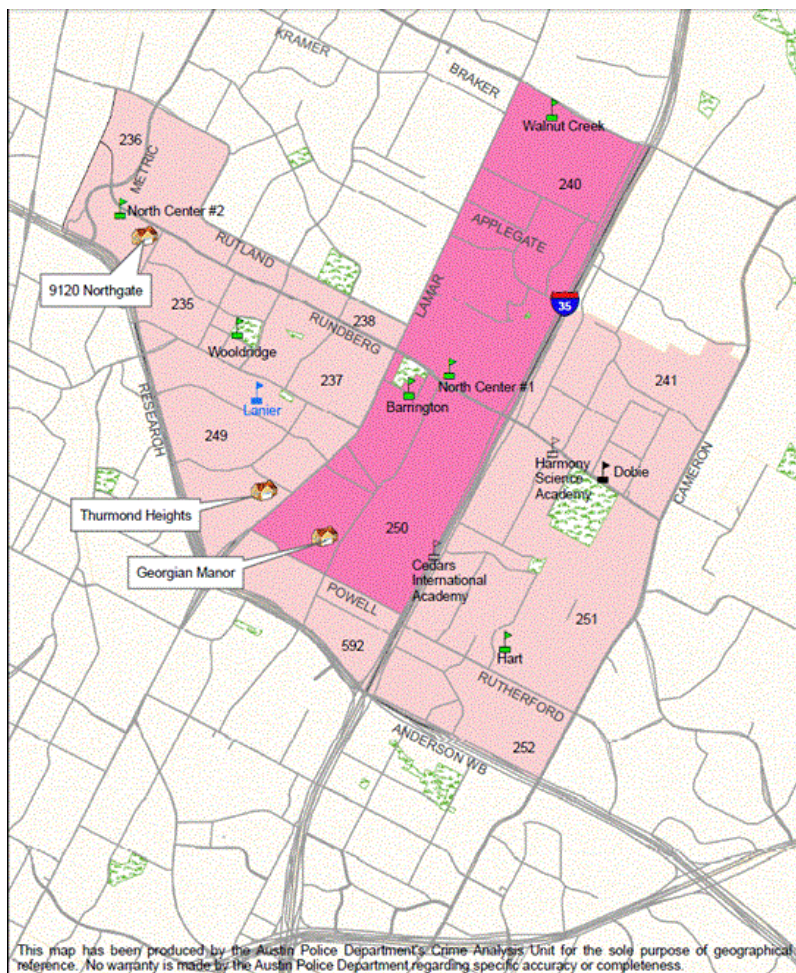 KRAMER
BRAKER
Walnut Creek
236
METRIC
240
North Center #2
APPLEGATE
RUTLAND
9120 Northgate
LAMAR
35
235
238
RUNDBERG
Wooldridge
237
241
North Center #1
RESEARCH
Lanier
Barrington
249
CAMERON
Harmony
Science
Academy
Dobie
Thurmond Heights
250
Georgian Manor
Cedars
International
Academy
POWELL
251
592
Hart
RUTHERFORD
ANDERSON WB
252
This map has been produced by the Austin Police Department's Crime Analysis Unit for the sole purpose of geographical
reference. No warranty is made by the Austin Police Department regarding specific accuracy or completeness.